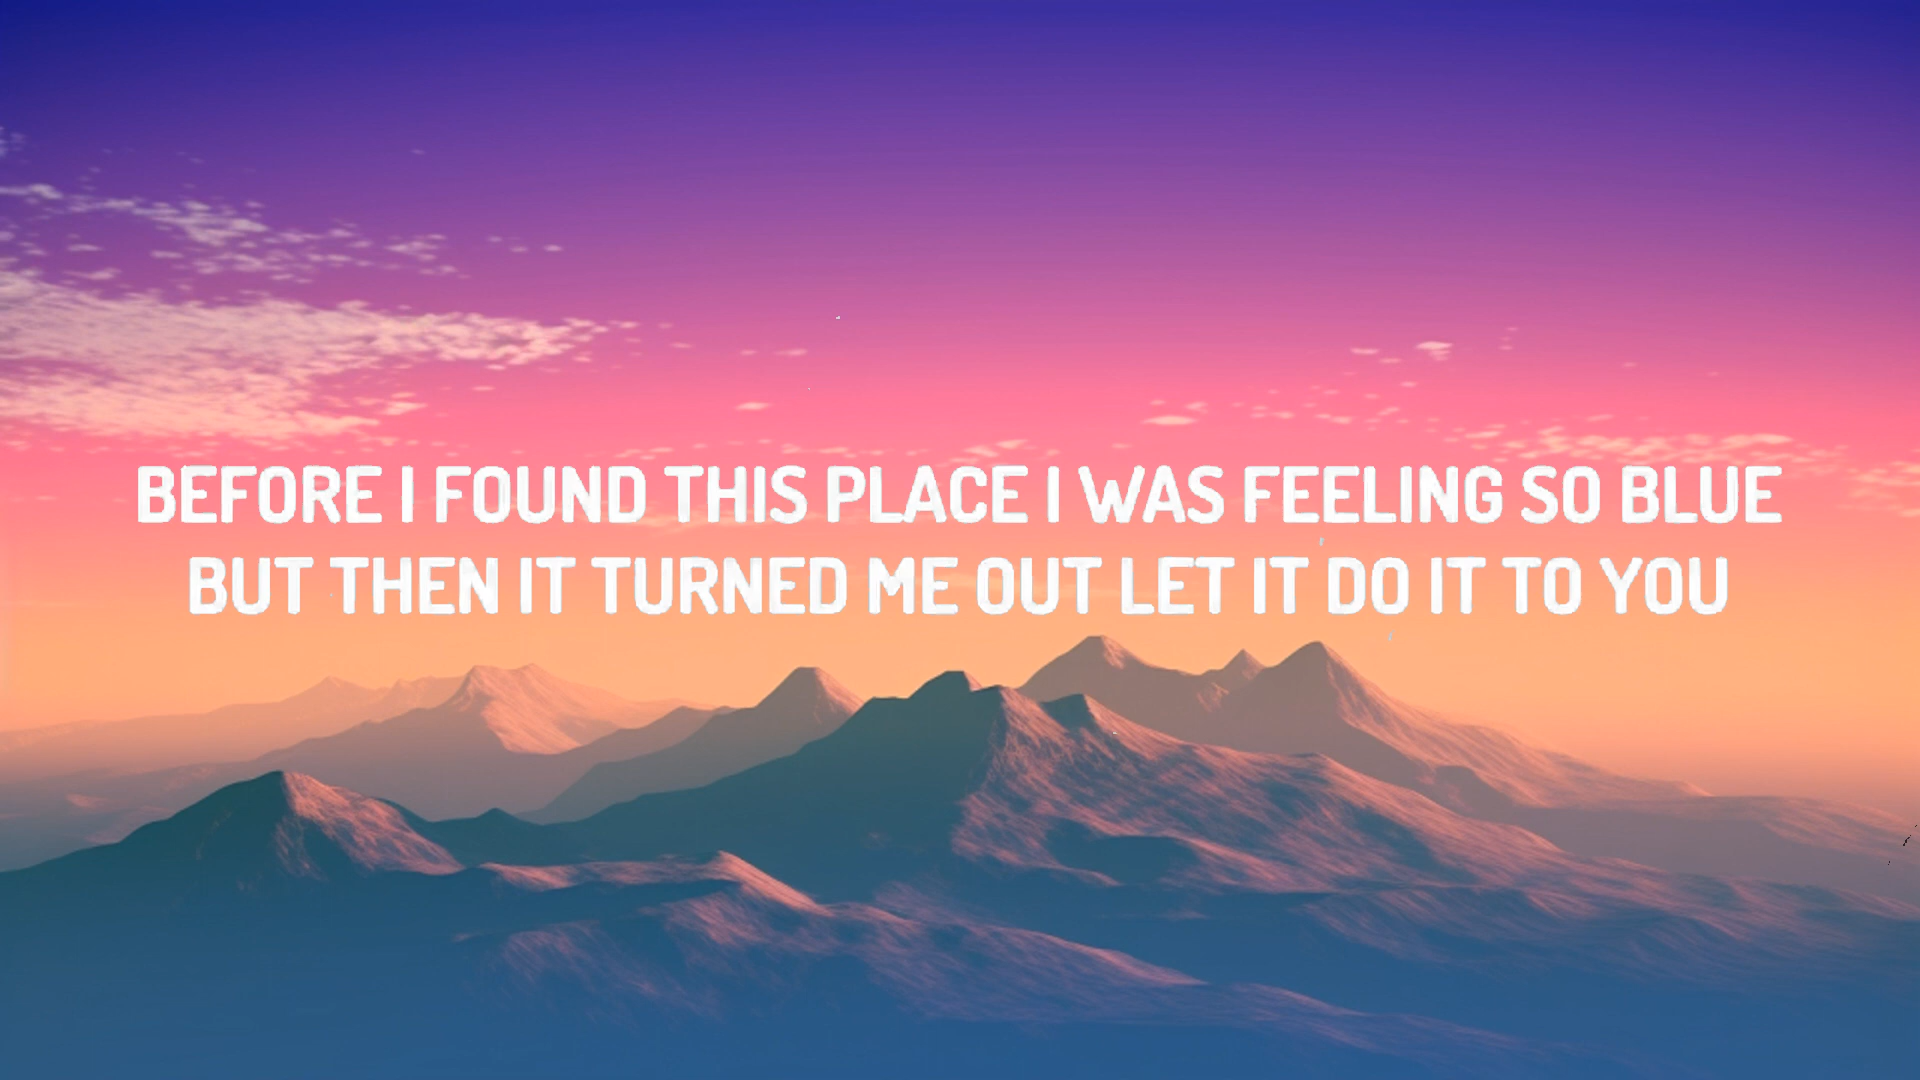 BEFORE I FOUND THIS PLACE I WAS FEELING SO BLUE
BUT THEN IT TURNED ME OUT LET IT DO IT TO YOU